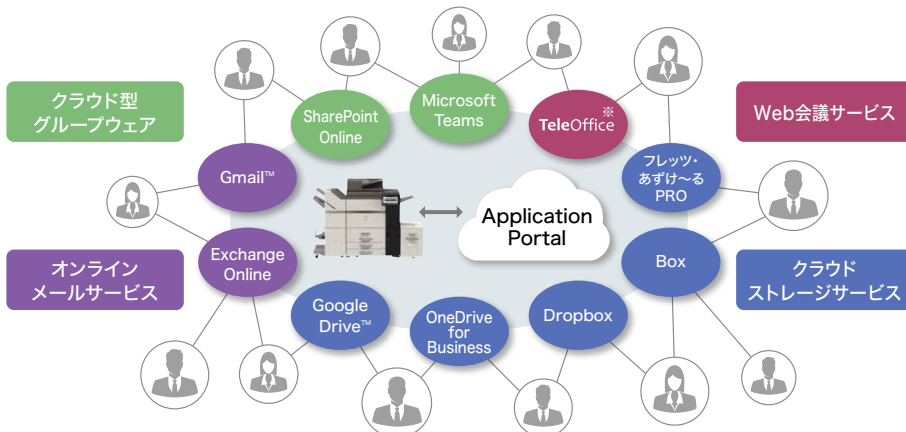 クラウド型
グループウェア
SharePoint
Online
Microsoft
Teams
※
TeleOffice
Web会議サービス
Gmail™
フレッツ・
あずけ～る
PRO
Application
Portal
オンライン
メールサービス
Exchange
Online
Box
クラウド
ストレージサービス
Google
Drive™
OneDrive
for
Business
Dropbox